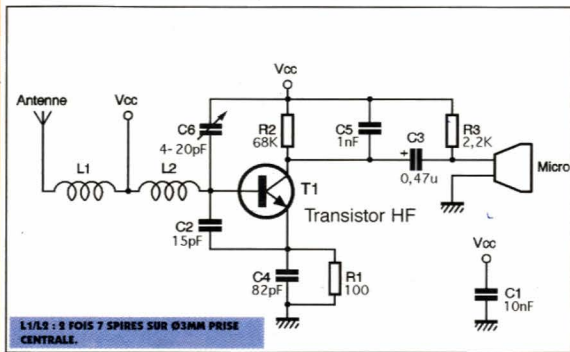 Vcc
Antenne
Vcc
C6
4-20pF
R2
68K
C5
1nF
C3
+
0,47u
R3
2,2K
L1
L2
T1
Micro
Transistor HF
C2
15pF
Vcc
C4
82pF
R1
100
C1
10nF
L1/L2 : 2 FOIS 7 SPIRES SUR Ø3MM PRISE
CENTRALE.